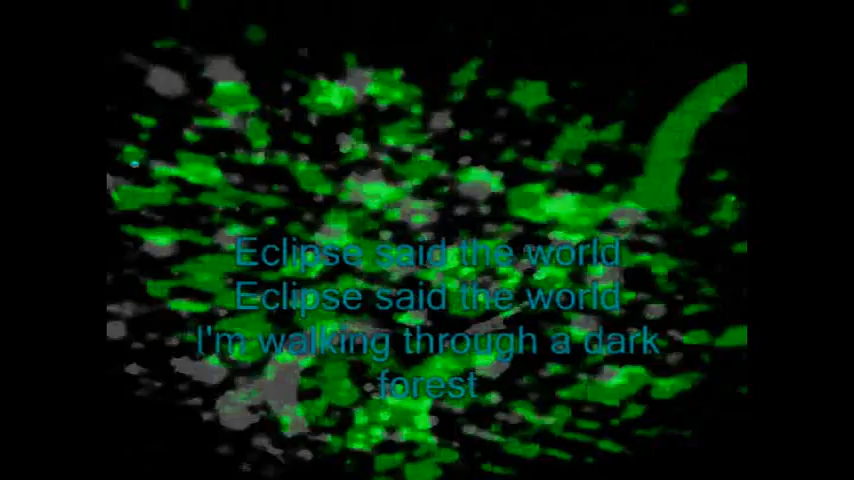 Eclipse said the world
Eclipse said the world
I'm walking through a dark
forest